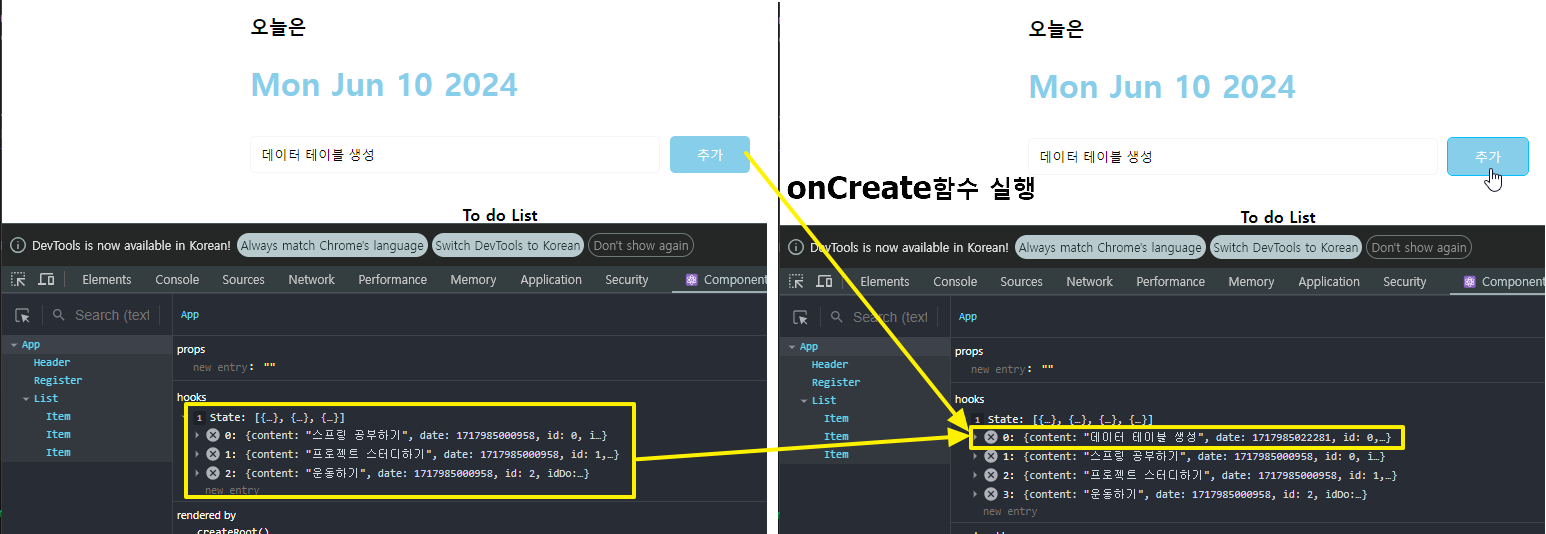 오늘은
Mon Jun 10 2024
데이터 테이블 생성
추가
To do List
DevTools is now available in Korean! Always match Chrome's language Switch DevTools to Korean Don't show again
Elements Console Sources Network Performance Memory Application Security Component
Search (text
App
App
Header
Register
List
Item
Item
Item
props
new entry: ""
hooks
1 State: [{…}, {…}, {…}]
0: {content: "스프링 공부하기", date: 1717985000958, id: 0, i…}
1: {content: "프로젝트 스터디하기", date: 1717985000958, id: 1,…}
2: {content: "운동하기", date: 1717985000958, id: 2, idDo:…}
new entry
rendered by
createRoot()
오늘은
Mon Jun 10 2024
데이터 테이블 생성
추가
onCreate함수 실행
To do List
DevTools is now available in Korean! Always match Chrome's language Switch DevTools to Korean Don't show again
Elements Console Sources Network Performance Memory Application Security Component
Search (text
App
App
Header
Register
List
Item
Item
Item
props
new entry: ""
hooks
1 State: [{…}, {…}, {…}, {…}]
0: {content: "데이터 테이블 생성", date: 1717985022281, id: 0,…}
1: {content: "스프링 공부하기", date: 1717985000958, id: 0, i…}
2: {content: "프로젝트 스터디하기", date: 1717985000958, id: 1,…}
3: {content: "운동하기", date: 1717985000958, id: 2, idDo:…}
new entry